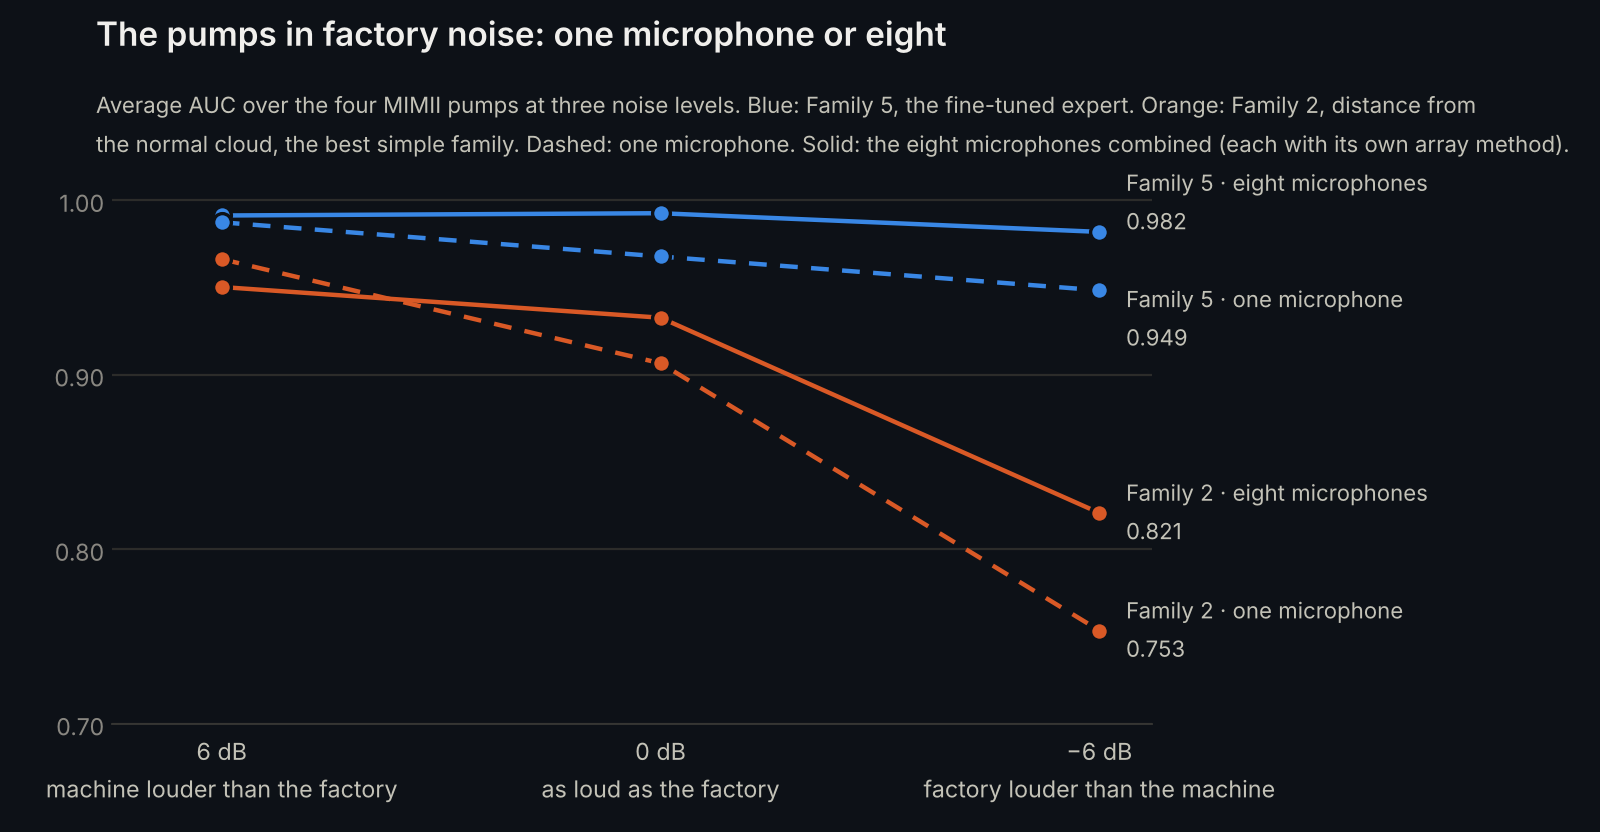 The pumps in factory noise: one microphone or eight
Average AUC over the four MIMII pumps at three noise levels. Blue: Family 5, the fine-tuned expert. Orange: Family 2, distance from
the normal cloud, the best simple family. Dashed: one microphone. Solid: the eight microphones combined (each with its own array method).
Family 5 · eight microphones
0.982
Family 5 · one microphone
0.949
Family 2 · eight microphones
0.821
Family 2 · one microphone
0.753
1.00
0.90
0.80
0.70
6 dB
machine louder than the factory
0 dB
as loud as the factory
−6 dB
factory louder than the machine